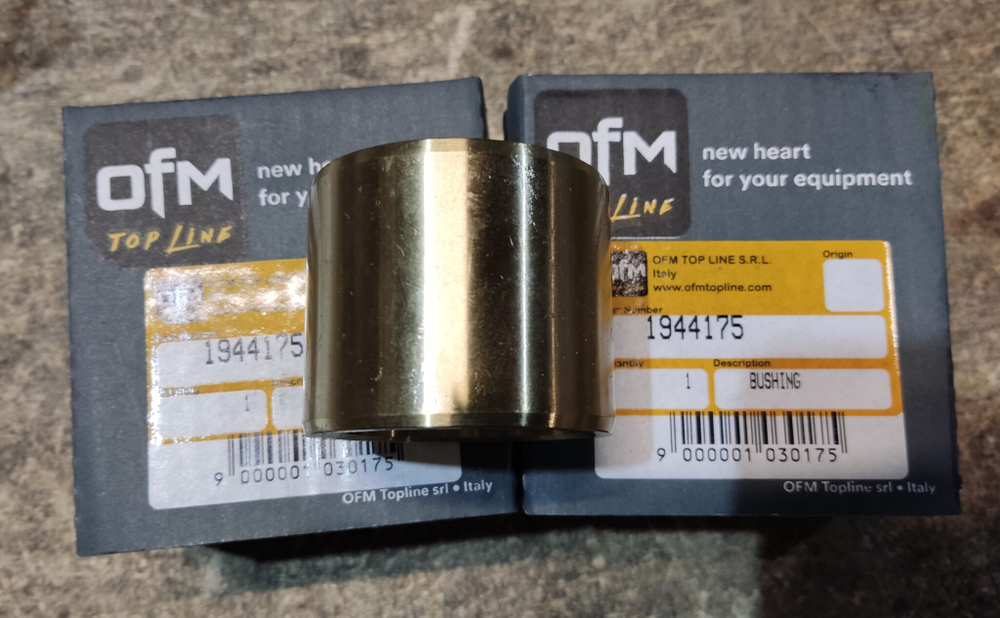 OfM
TOP LINE
new
for y
1944175
1
9 000001 030175
OFM Topline srl • Italy
OfM
LINE
new heart
for your equipment
OFM TOP LINE S.R.L.
Italy
www.ofmtopline.com
Origin
Number
1944175
Description
1
BUSHING
9 000001 030175
OFM Topline srl • Italy